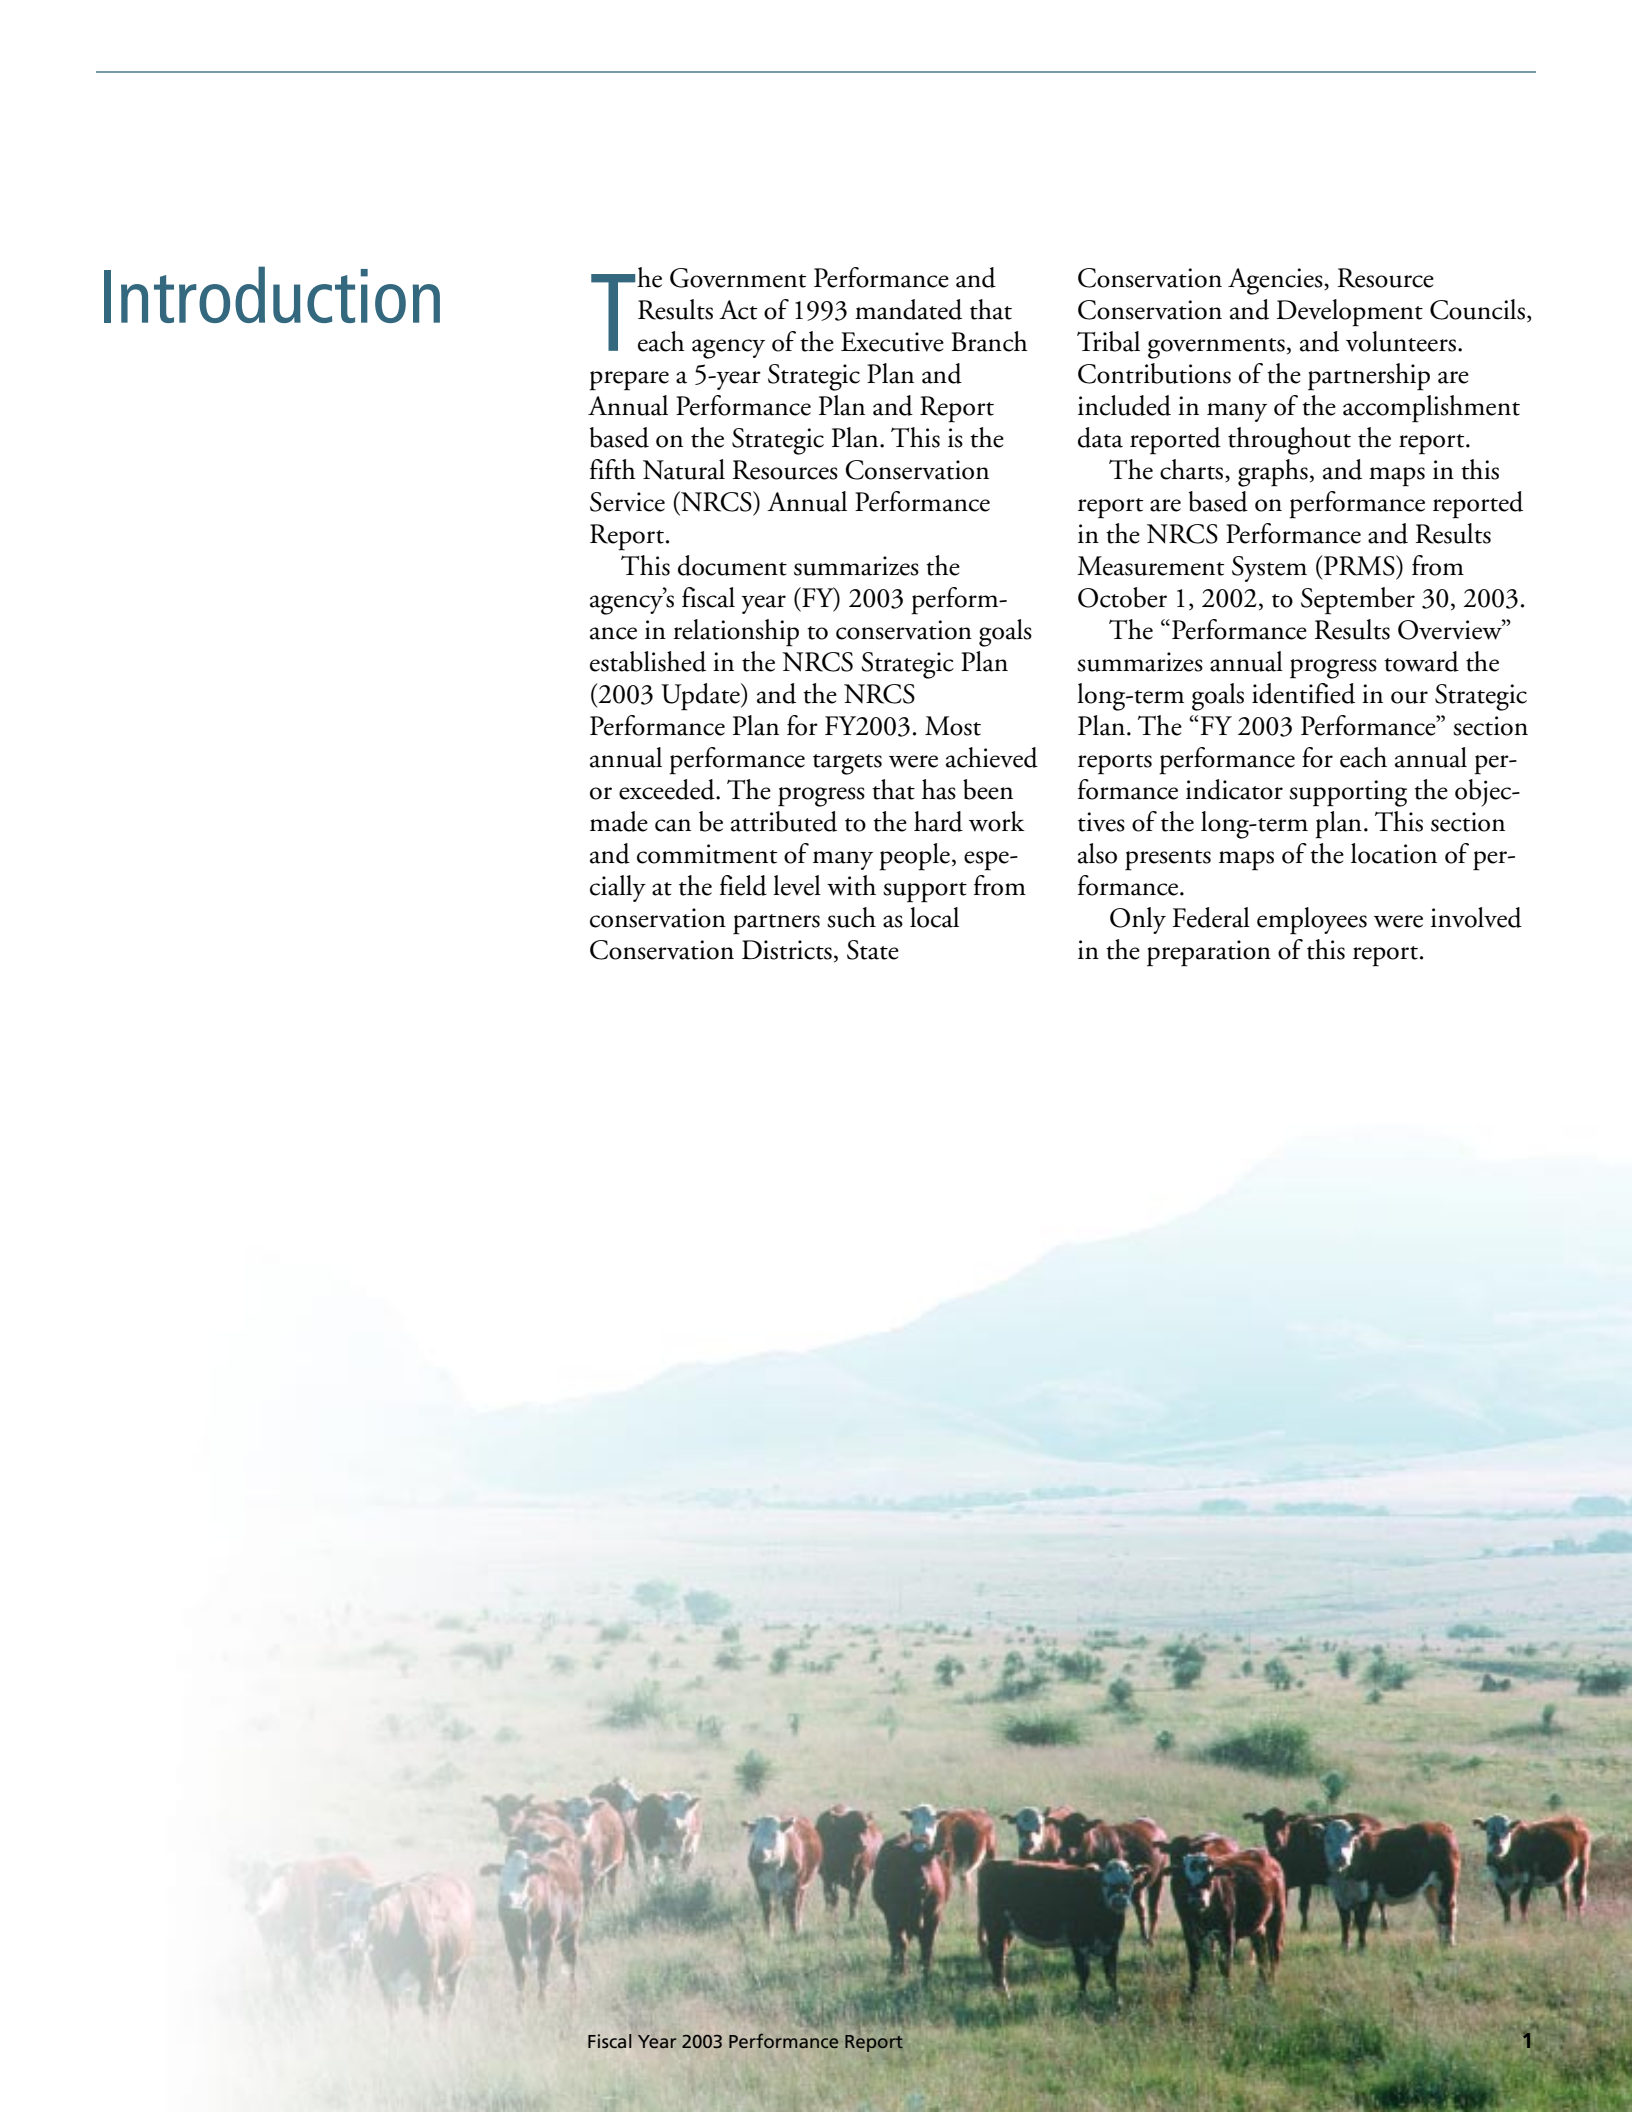 Introduction
The Government Performance and
Results Act of 1993 mandated that
each agency of the Executive Branch
prepare a 5-year Strategic Plan and
Annual Performance Plan and Report
based on the Strategic Plan. This is the
fifth Natural Resources Conservation
Service (NRCS) Annual Performance
Report.
This document summarizes the
agency’s fiscal year (FY) 2003 perform-
ance in relationship to conservation goals
established in the NRCS Strategic Plan
(2003 Update) and the NRCS
Performance Plan for FY2003. Most
annual performance targets were achieved
or exceeded. The progress that has been
made can be attributed to the hard work
and commitment of many people, espe-
cially at the field level with support from
conservation partners such as local
Conservation Districts, State
Conservation Agencies, Resource
Conservation and Development Councils,
Tribal governments, and volunteers.
Contributions of the partnership are
included in many of the accomplishment
data reported throughout the report.
The charts, graphs, and maps in this
report are based on performance reported
in the NRCS Performance and Results
Measurement System (PRMS) from
October 1, 2002, to September 30, 2003.
The “Performance Results Overview”
summarizes annual progress toward the
long-term goals identified in our Strategic
Plan. The “FY 2003 Performance” section
reports performance for each annual per-
formance indicator supporting the objec-
tives of the long-term plan. This section
also presents maps of the location of per-
formance.
Only Federal employees were involved
in the preparation of this report.
Fiscal Year 2003 Performance Report
1